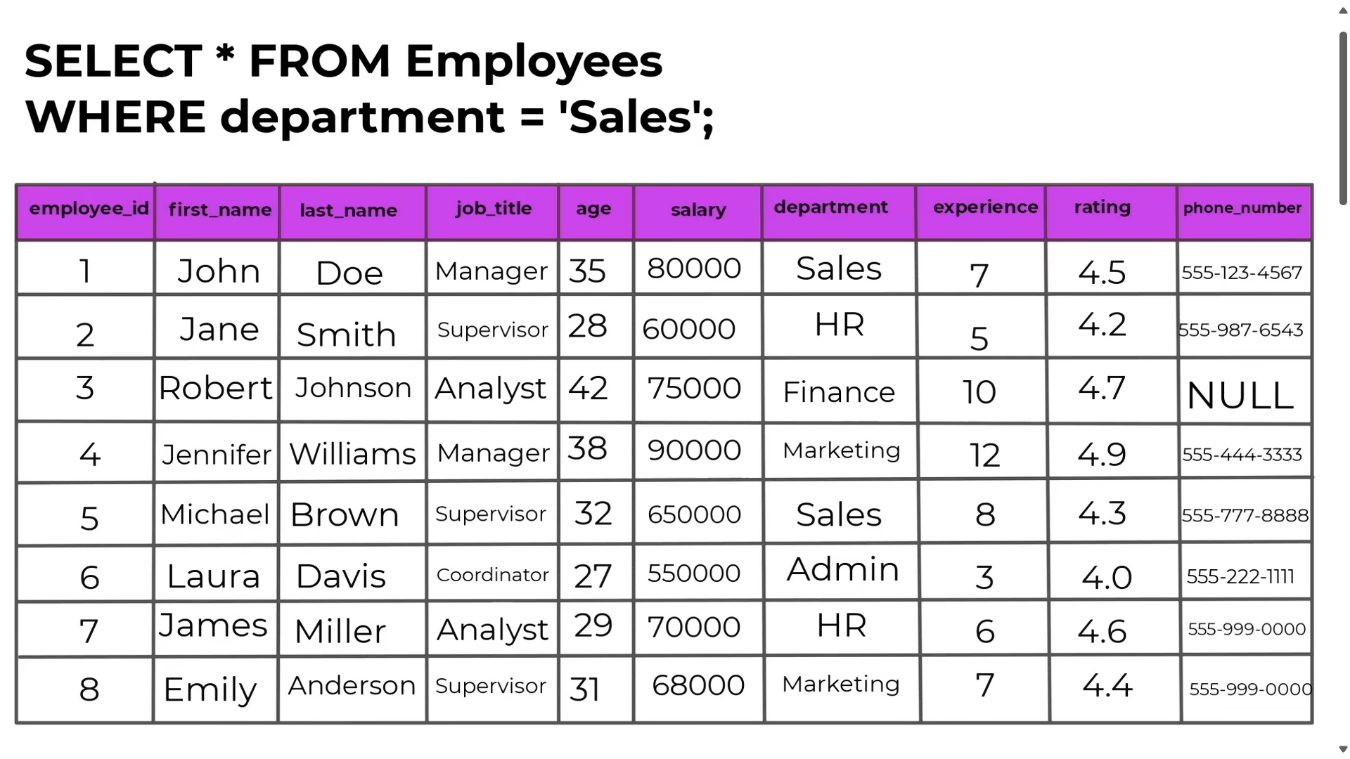 SELECT * FROM Employees
WHERE department = 'Sales';
employee_id first_name last_name job_title age salary department experience rating phone_number
1 John Doe Manager 35 80000 Sales 7 4.5 555-123-4567
2 Jane Smith Supervisor 28 60000 HR 5 4.2 555-987-6543
3 Robert Johnson Analyst 42 75000 Finance 10 4.7 NULL
4 Jennifer Williams Manager 38 90000 Marketing 12 4.9 555-444-3333
5 Michael Brown Supervisor 32 650000 Sales 8 4.3 555-777-8888
6 Laura Davis Coordinator 27 550000 Admin 3 4.0 555-222-1111
7 James Miller Analyst 29 70000 HR 6 4.6 555-999-0000
8 Emily Anderson Supervisor 31 68000 Marketing 7 4.4 555-999-0000